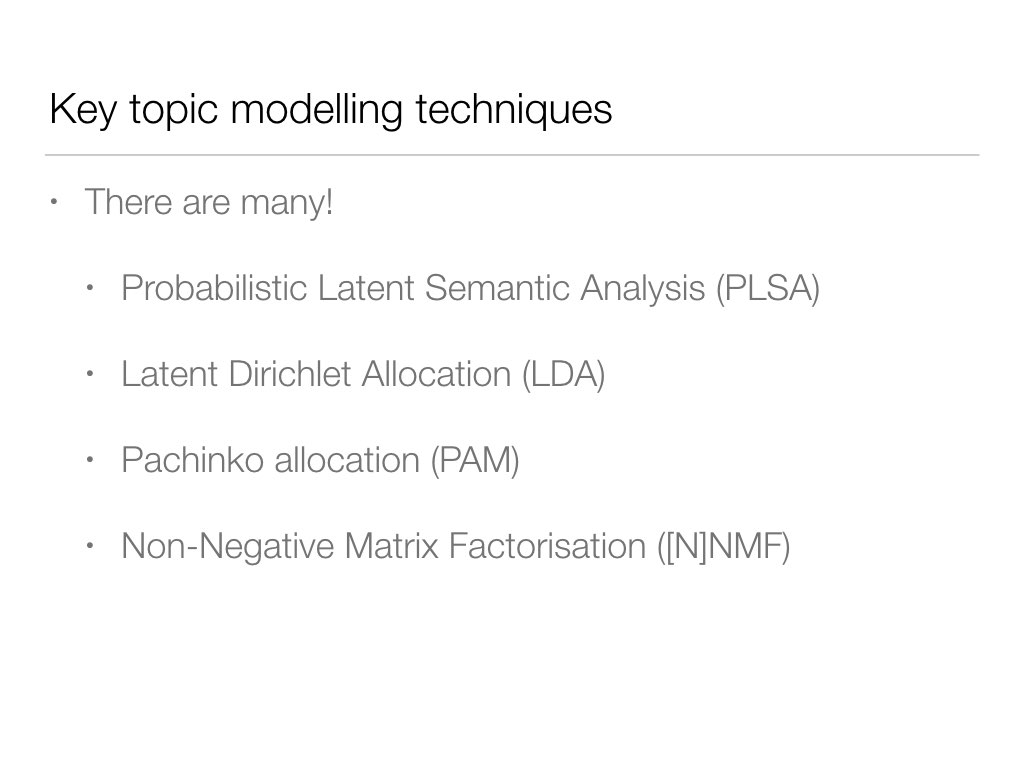 Key topic modelling techniques
• There are many!
• Probabilistic Latent Semantic Analysis (PLSA)
• Latent Dirichlet Allocation (LDA)
• Pachinko allocation (PAM)
• Non-Negative Matrix Factorisation ([N]NMF)